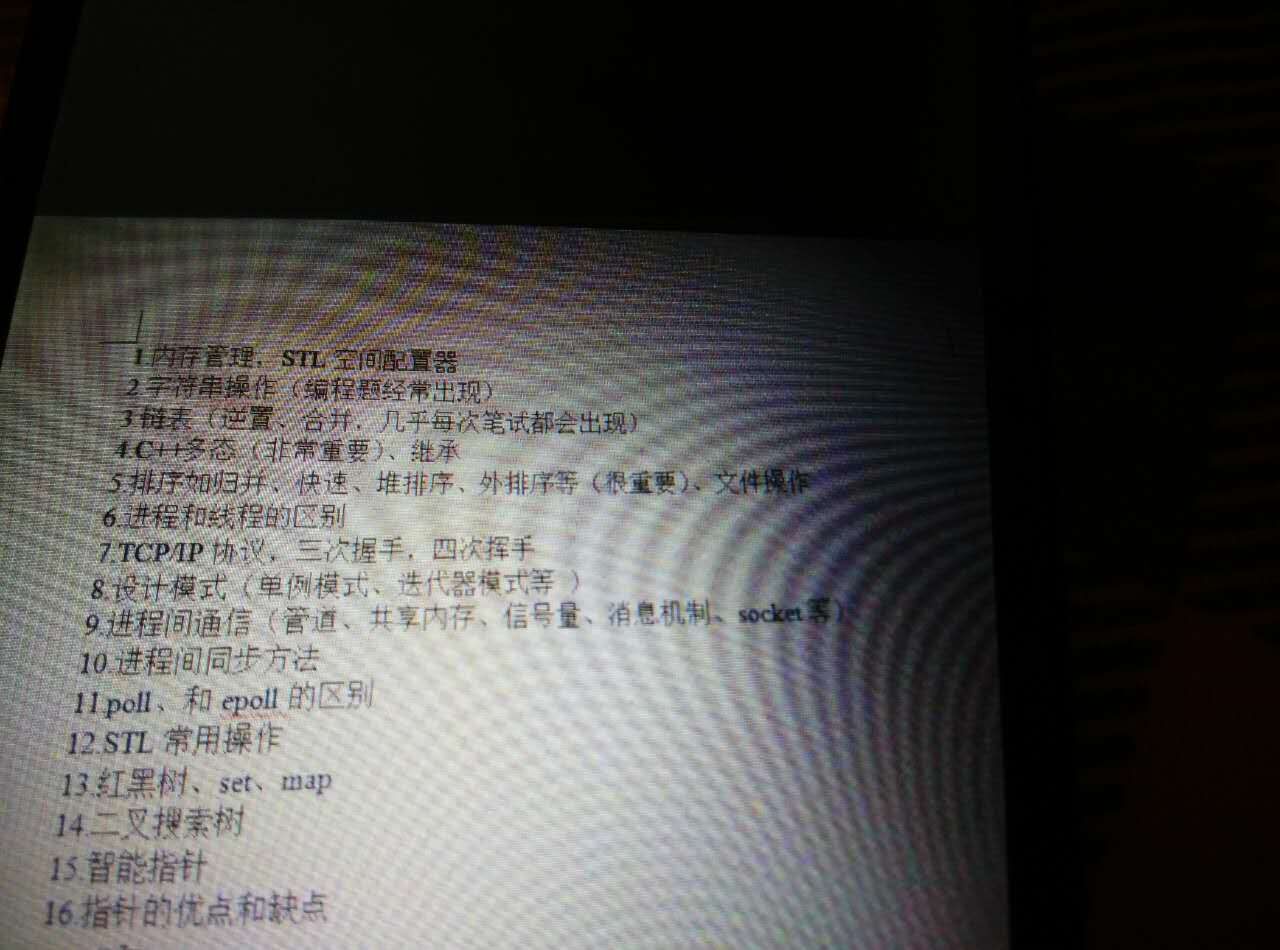 1.内存管理，STL 空间配置器
2.字符串操作（编程题经常出现）
3.链表（逆置、合并，几乎每次笔试都会出现）
4.C++多态（非常重要）、继承
5.排序如归并、快速、堆排序、外排序等（很重要）、文件操作
6.进程和线程的区别
7.TCP/IP 协议，三次握手，四次挥手
8.设计模式（单例模式、迭代器模式等 ）
9.进程间通信（管道、共享内存、信号量、消息机制、socket 等）
10.进程间同步方法
11.poll、和 epoll 的区别
12.STL 常用操作
13.红黑树、set、map
14.二叉搜索树
15.智能指针
16.指针的优点和缺点